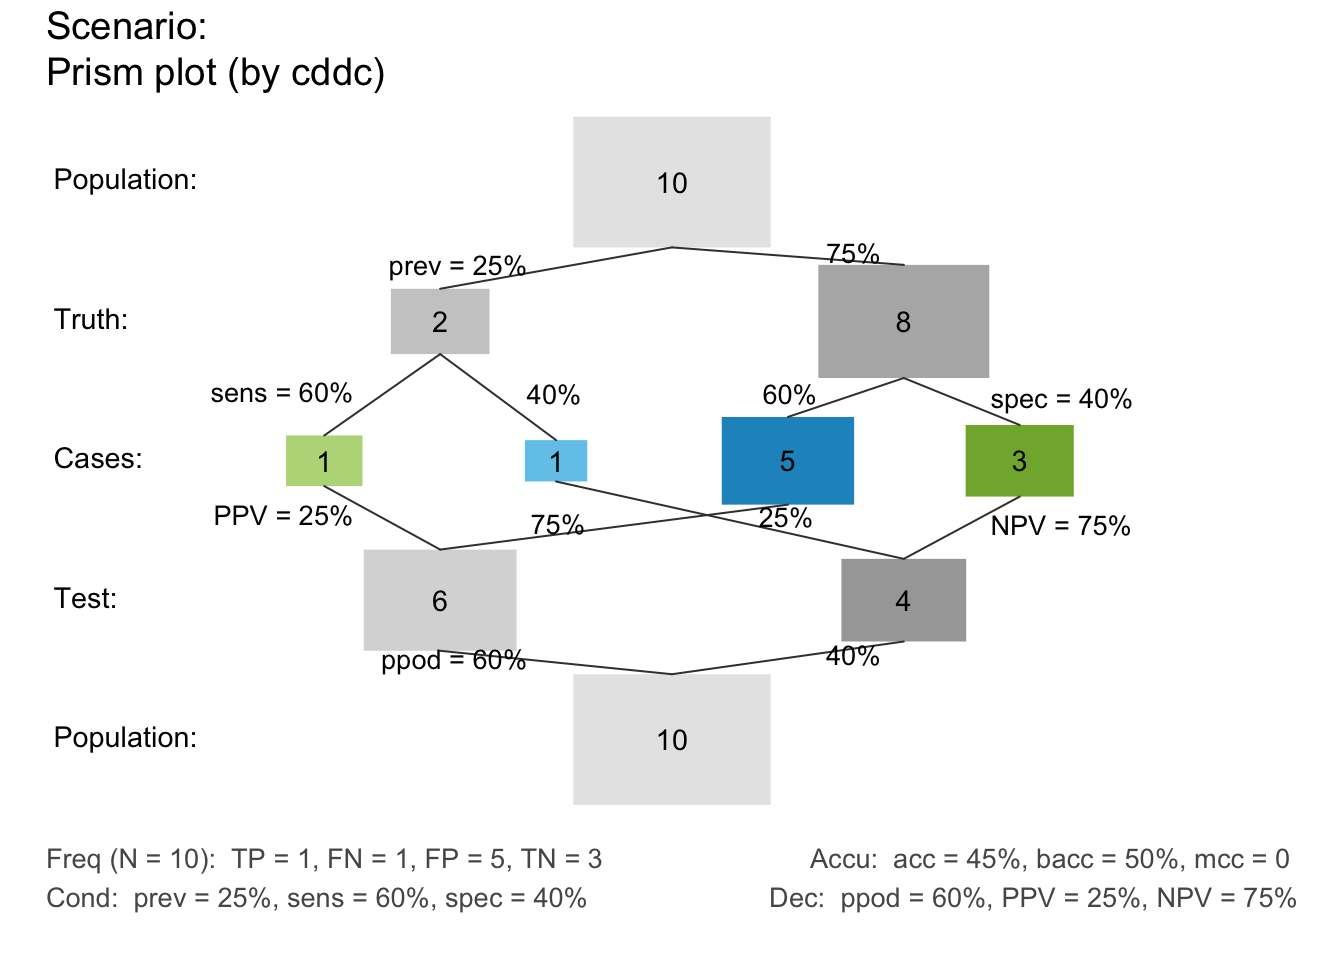 Scenario:
Prism plot (by cddc)
Population:
10
prev = 25%
75%
Truth:
2
8
sens = 60%
40%
60%
spec = 40%
Cases:
1
1
5
3
PPV = 25%
75%
25%
NPV = 75%
Test:
6
4
ppod = 60%
40%
Population:
10
Freq (N = 10):  TP = 1, FN = 1, FP = 5, TN = 3
Accu:  acc = 45%, bacc = 50%, mcc = 0
Cond:  prev = 25%, sens = 60%, spec = 40%
Dec:  ppod = 60%, PPV = 25%, NPV = 75%